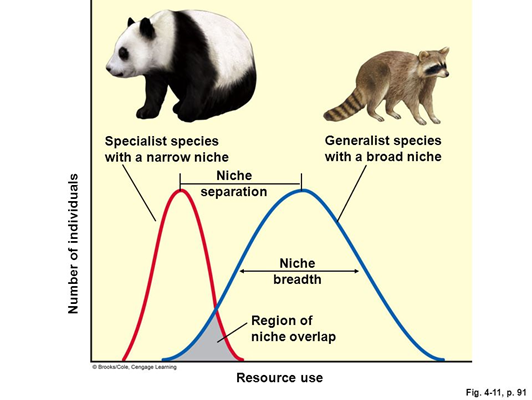 Specialist species
with a narrow niche
Generalist species
with a broad niche
Niche
separation
Number of individuals
Niche
breadth
Region of
niche overlap
© Brooks/Cole, Cengage Learning
Resource use
Fig. 4-11, p. 91